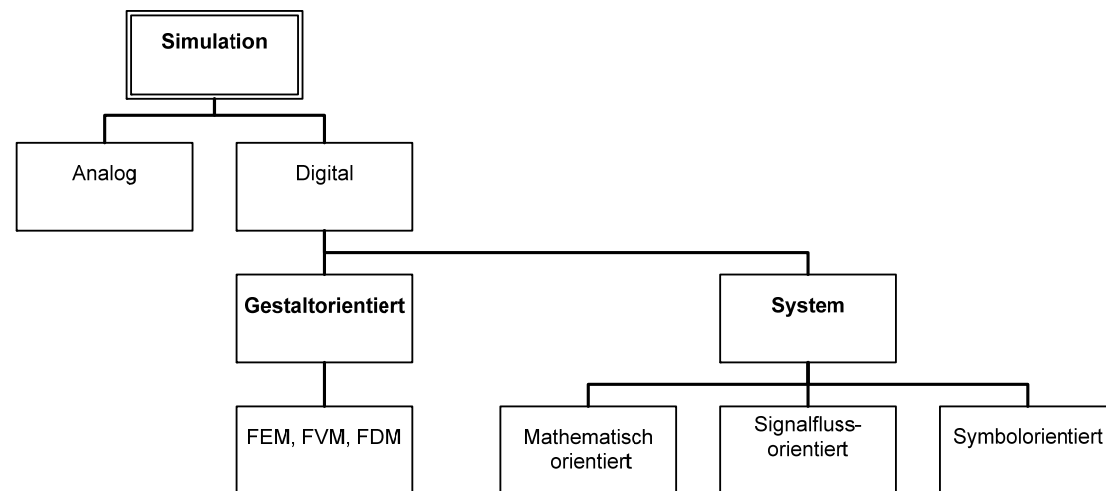 Simulation
Analog
Digital
Gestaltorientiert
System
FEM, FVM, FDM
Mathematisch
orientiert
Signalfluss-
orientiert
Symbolorientiert